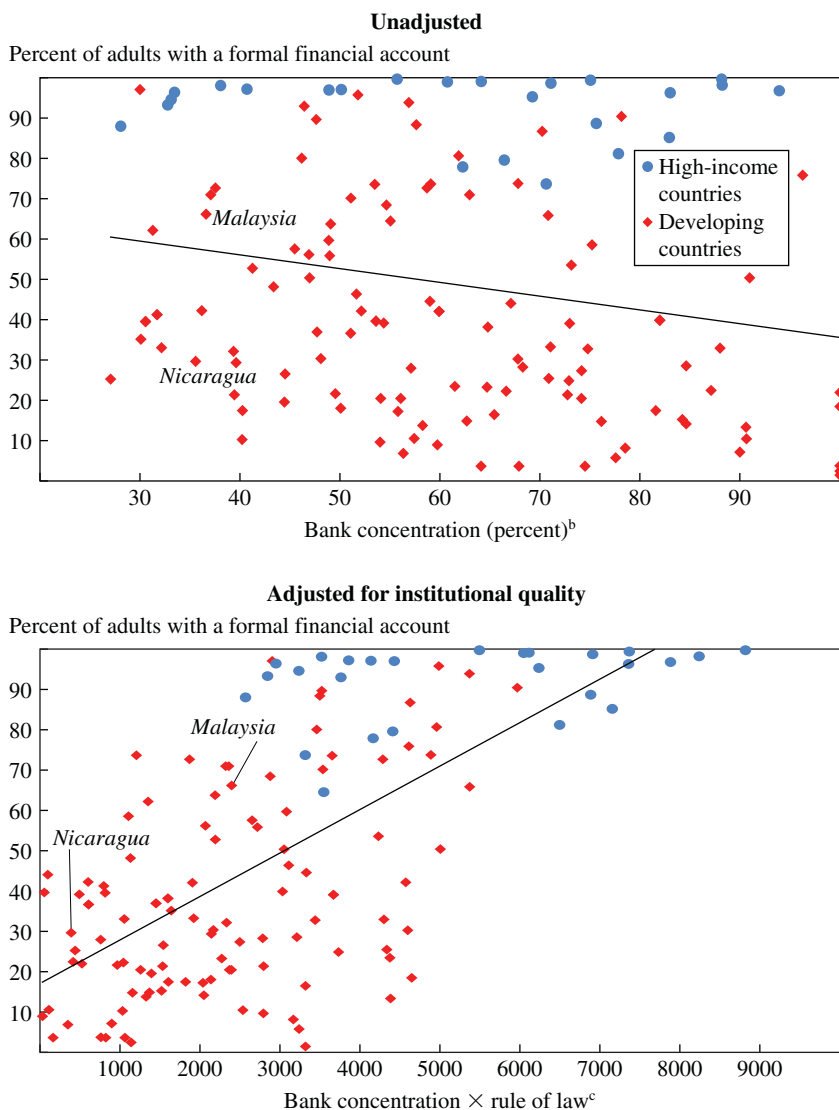 Unadjusted
Percent of adults with a formal financial account
90
80
70
60
50
40
30
20
10
Malaysia
Nicaragua
High-income
countries
Developing
countries
30 40 50 60 70 80 90
Bank concentration (percent)ᵇ
Adjusted for institutional quality
Percent of adults with a formal financial account
90
80
70
60
50
40
30
20
10
Malaysia
Nicaragua
1000 2000 3000 4000 5000 6000 7000 8000 9000
Bank concentration × rule of lawᶜ